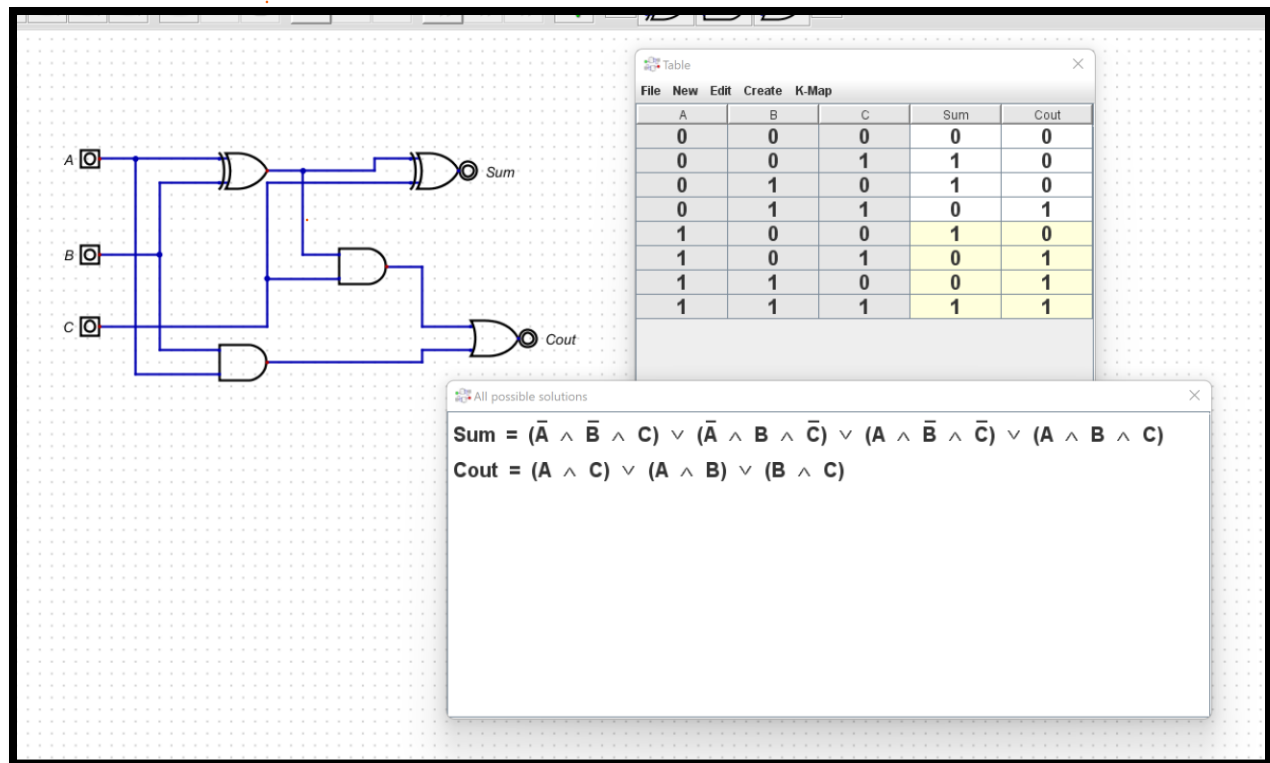 A
B
C
Sum
Cout
Table
File New Edit Create K-Map
A B C Sum Cout
0 0 0 0 0
0 0 1 1 0
0 1 0 1 0
0 1 1 0 1
1 0 0 1 0
1 0 1 0 1
1 1 0 0 1
1 1 1 1 1
All possible solutions
Sum = (A̅ ∧ B̅ ∧ C) ∨ (A̅ ∧ B ∧ C̅) ∨ (A ∧ B̅ ∧ C̅) ∨ (A ∧ B ∧ C)
Cout = (A ∧ C) ∨ (A ∧ B) ∨ (B ∧ C)